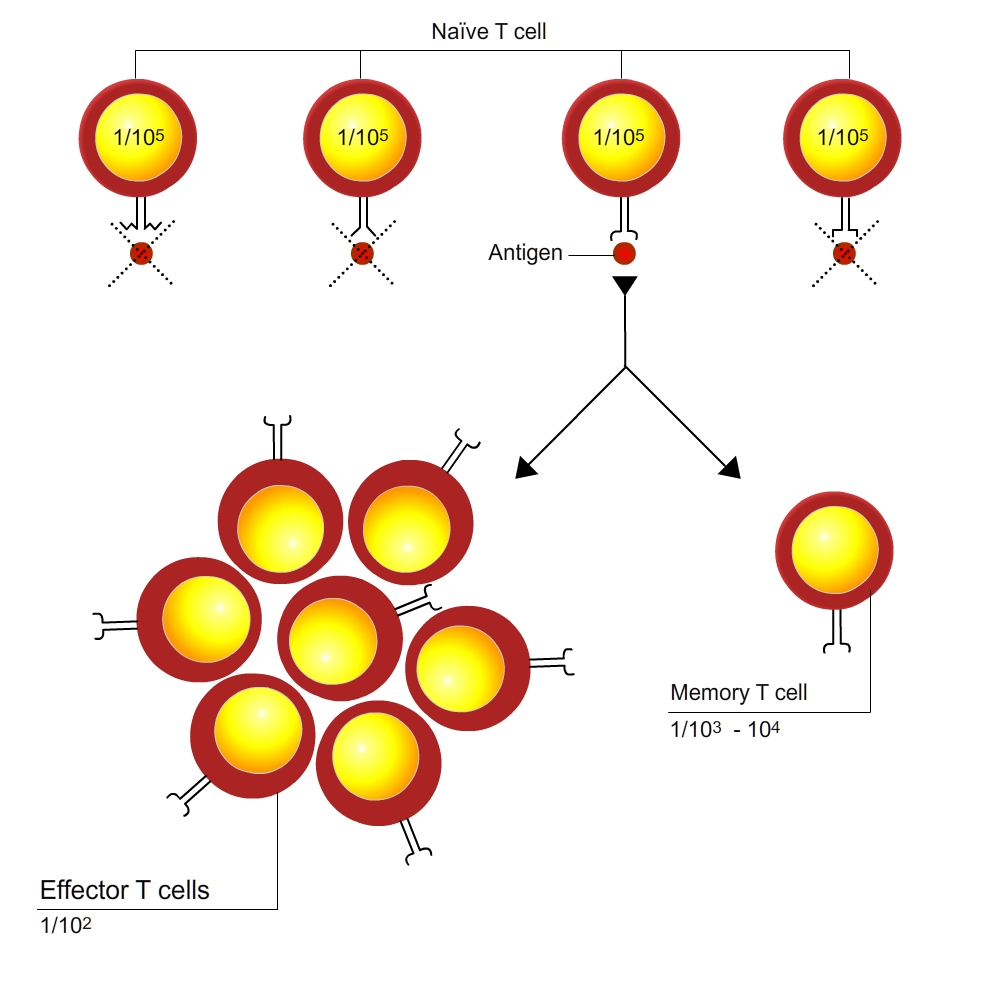 Naïve T cell
1/10⁵ 1/10⁵ 1/10⁵ 1/10⁵
Antigen
Memory T cell
1/10³ - 10⁴
Effector T cells
1/10²